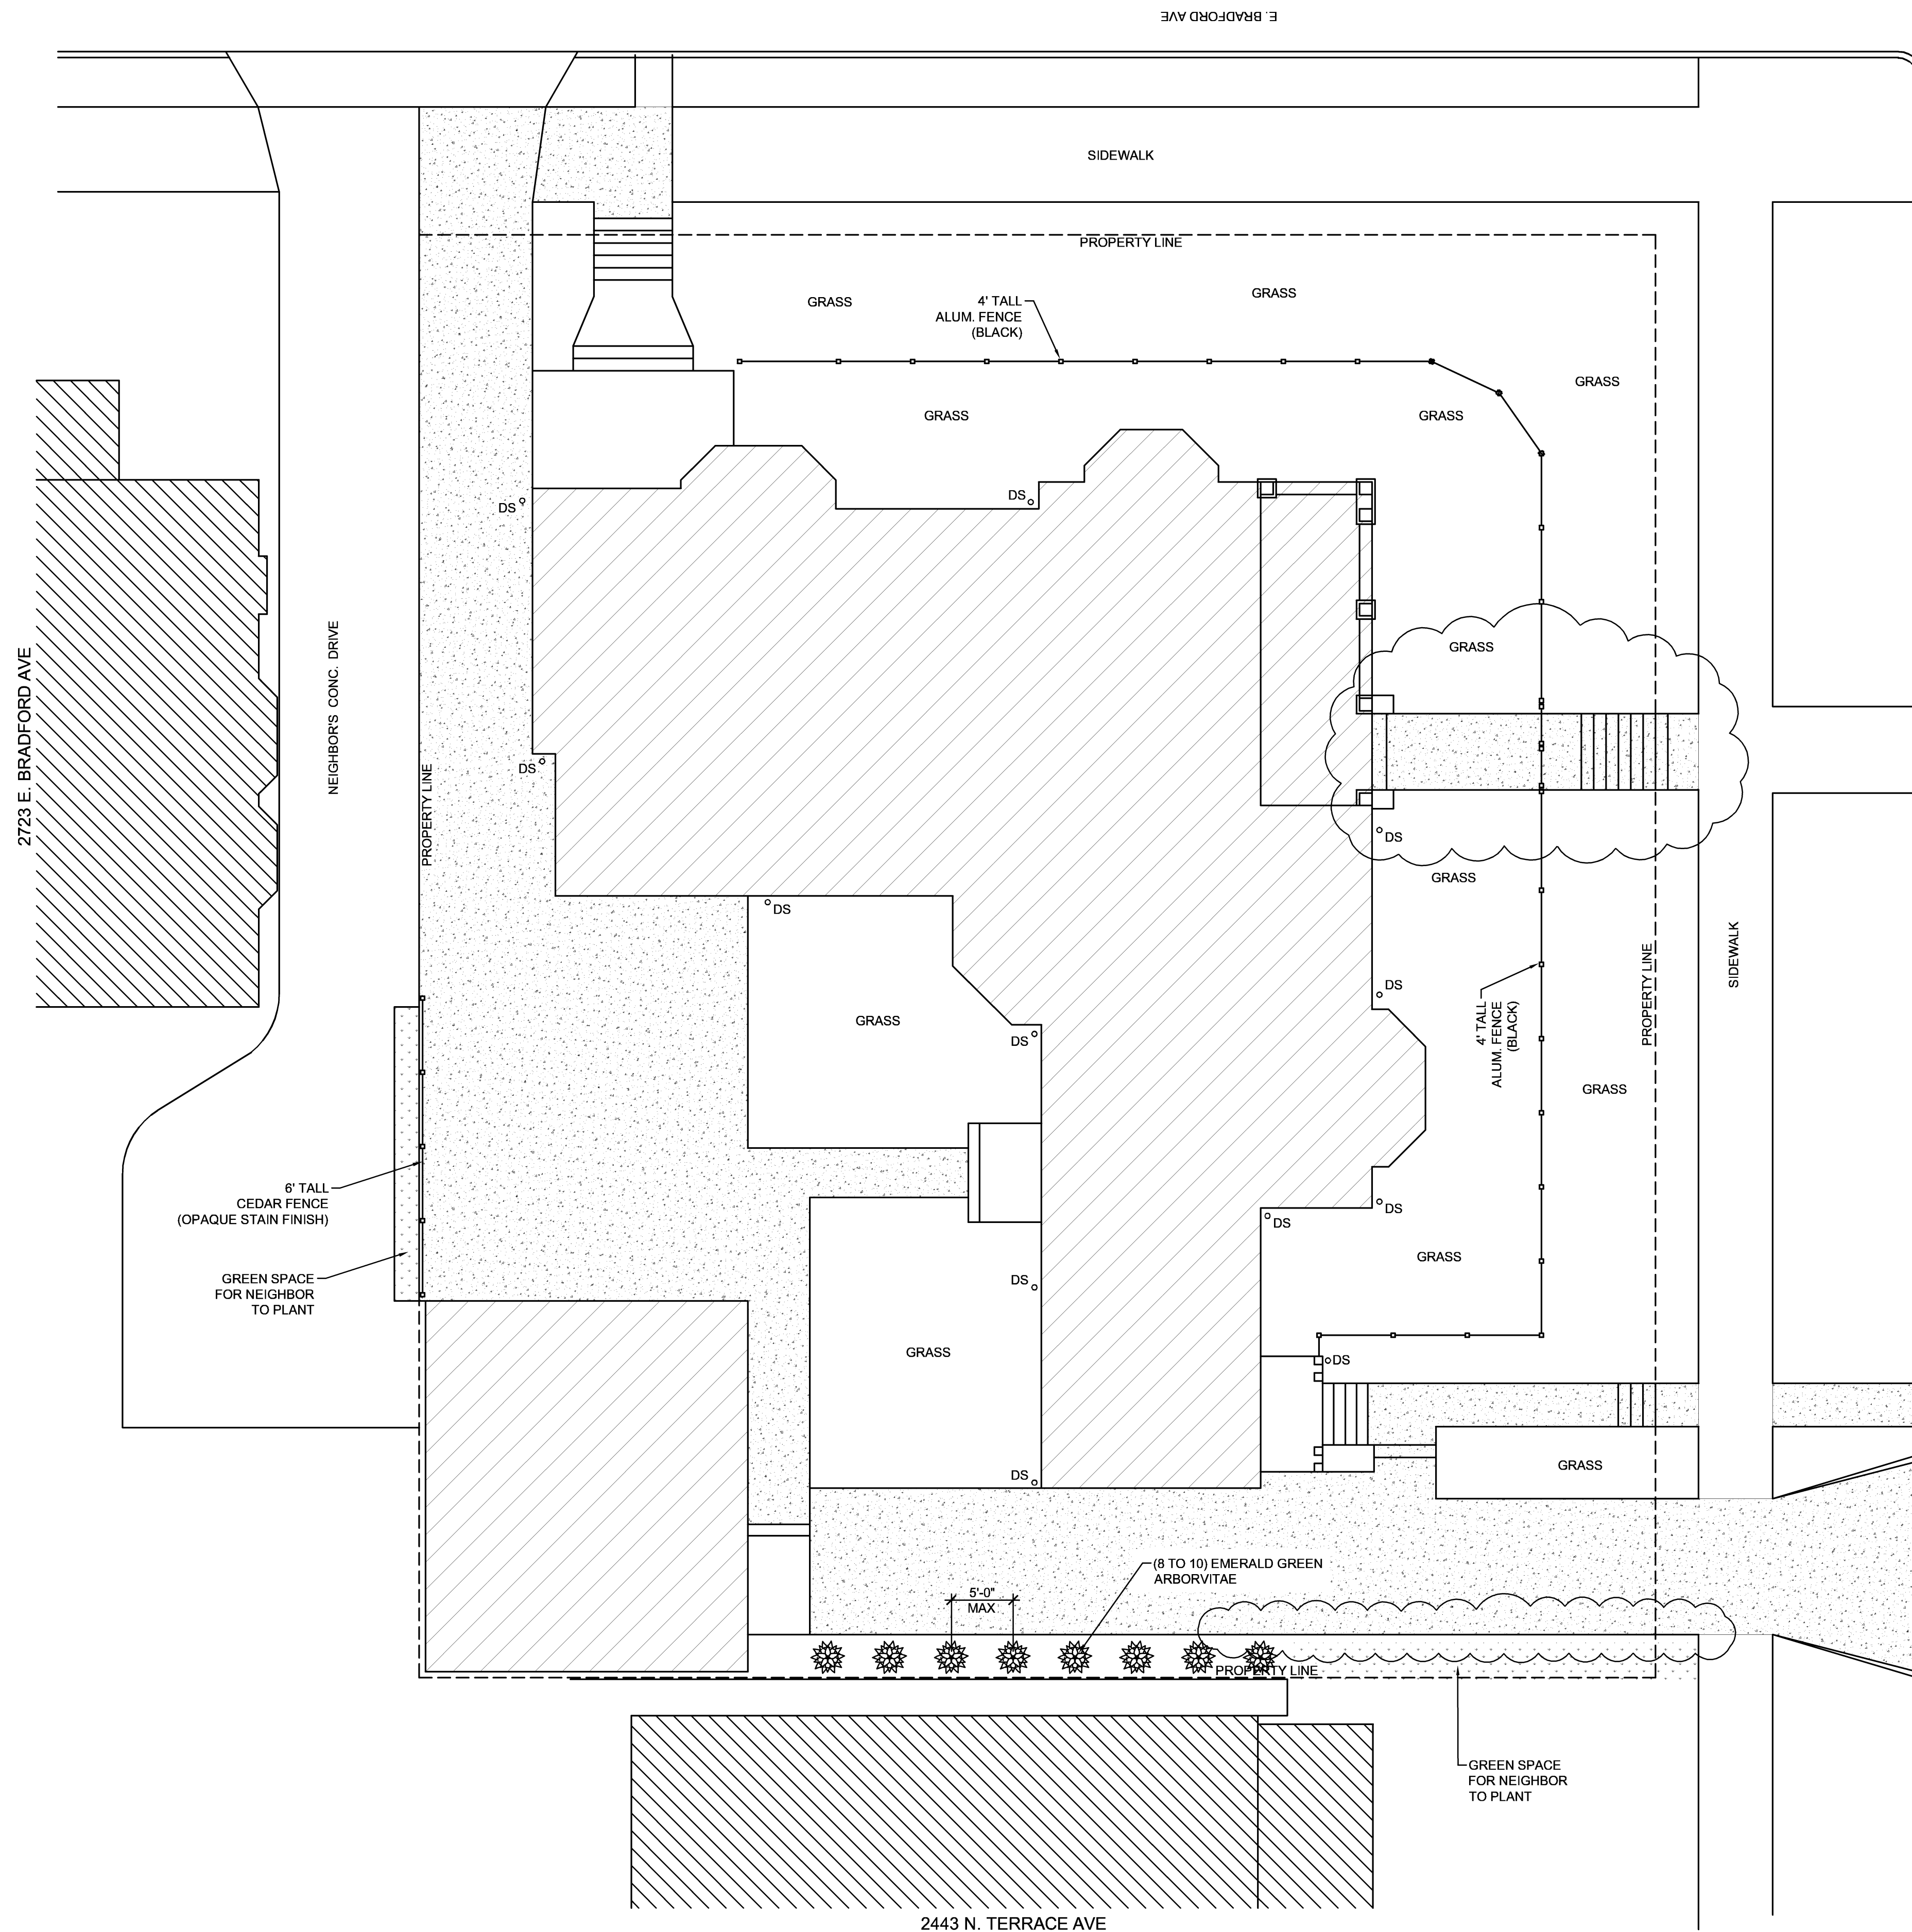 E. BRADFORD AVE
SIDEWALK
PROPERTY LINE
GRASS
4' TALL
ALUM. FENCE
(BLACK)
GRASS
GRASS
GRASS
GRASS
DS
DS
2723 E. BRADFORD AVE
NEIGHBOR'S CONC. DRIVE
PROPERTY LINE
GRASS
DS
DS
GRASS
DS
GRASS
DS
DS
4' TALL
ALUM. FENCE
(BLACK)
PROPERTY LINE
SIDEWALK
GRASS
6' TALL
CEDAR FENCE
(OPAQUE STAIN FINISH)
DS
DS
GRASS
GREEN SPACE
FOR NEIGHBOR
TO PLANT
DS
GRASS
DS
DS
GRASS
(8 TO 10) EMERALD GREEN
ARBORVITAE
5'-0"
MAX
PROPERTY LINE
GREEN SPACE
FOR NEIGHBOR
TO PLANT
2443 N. TERRACE AVE